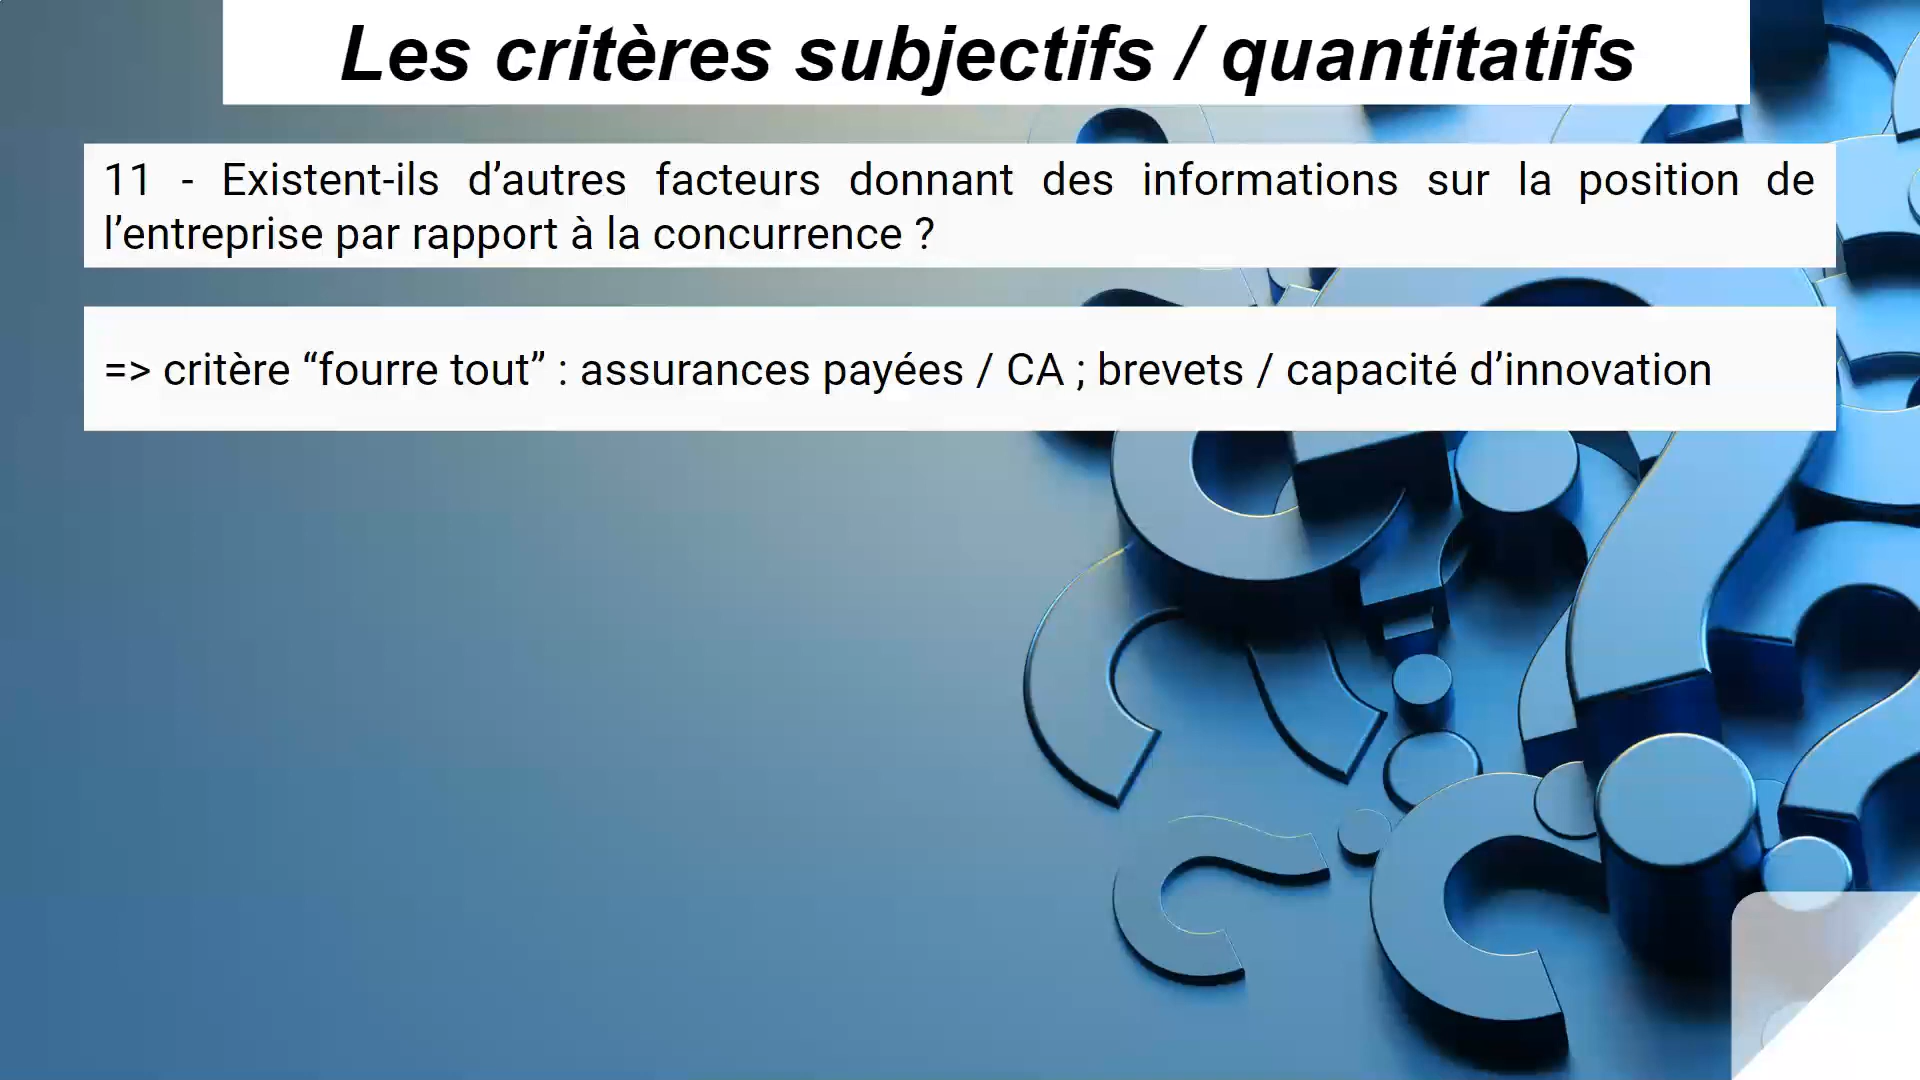 Les critères subjectifs / quantitatifs
11 - Existent-ils d’autres facteurs donnant des informations sur la position de
l’entreprise par rapport à la concurrence ?
=> critère “fourre tout” : assurances payées / CA ; brevets / capacité d’innovation